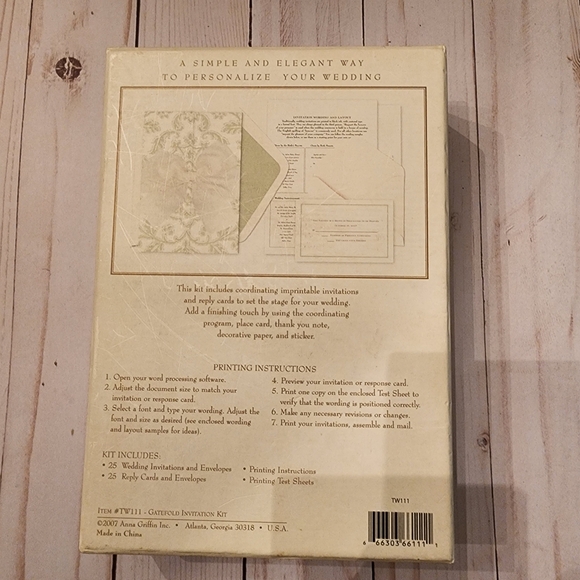 A SIMPLE AND ELEGANT WAY
TO PERSONALIZE YOUR WEDDING
INVITATION WORDING AND LAYOUT
This kit includes coordinating imprintable invitations
and reply cards to set the stage for your wedding.
Add a finishing touch by using the coordinating
program, place card, thank you note,
decorative paper, and sticker.
PRINTING INSTRUCTIONS
1. Open your word processing software.
2. Adjust the document size to match your
invitation or response card.
3. Select a font and type your wording. Adjust the
font and size as desired (see enclosed wording
and layout samples for ideas).
4. Preview your invitation or response card.
5. Print one copy on the enclosed Test Sheet to
verify that the wording is positioned correctly.
6. Make any necessary revisions or changes.
7. Print your invitations, assemble and mail.
KIT INCLUDES:
• 25 Wedding Invitations and Envelopes
• 25 Reply Cards and Envelopes
• Printing Instructions
• Printing Test Sheets
ITEM #TW111 - GATEFOLD INVITATION KIT
©2007 Anna Griffin Inc. • Atlanta, Georgia 30318 • U.S.A.
Made in China
TW111
6 66303 66111 1